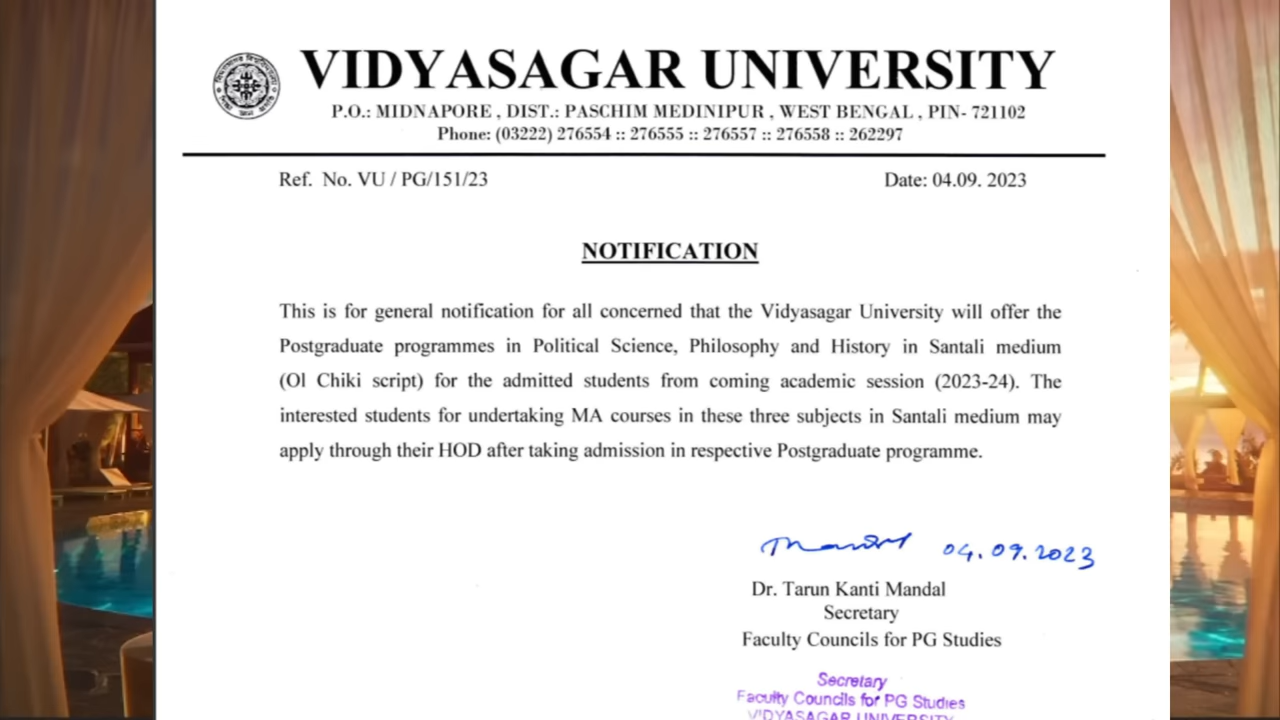 VIDYASAGAR UNIVERSITY
P.O.: MIDNAPORE , DIST.: PASCHIM MEDINIPUR , WEST BENGAL , PIN- 721102
Phone: (03222) 276554 :: 276555 :: 276557 :: 276558 :: 262297
Ref. No. VU / PG/151/23 Date: 04.09. 2023
NOTIFICATION
This is for general notification for all concerned that the Vidyasagar University will offer the
Postgraduate programmes in Political Science, Philosophy and History in Santali medium
(Ol Chiki script) for the admitted students from coming academic session (2023-24). The
interested students for undertaking MA courses in these three subjects in Santali medium may
apply through their HOD after taking admission in respective Postgraduate programme.
04.09.2023
Dr. Tarun Kanti Mandal
Secretary
Faculty Councils for PG Studies
Secretary
Faculty Councils for PG Studies
VIDYASAGAR UNIVERSITY